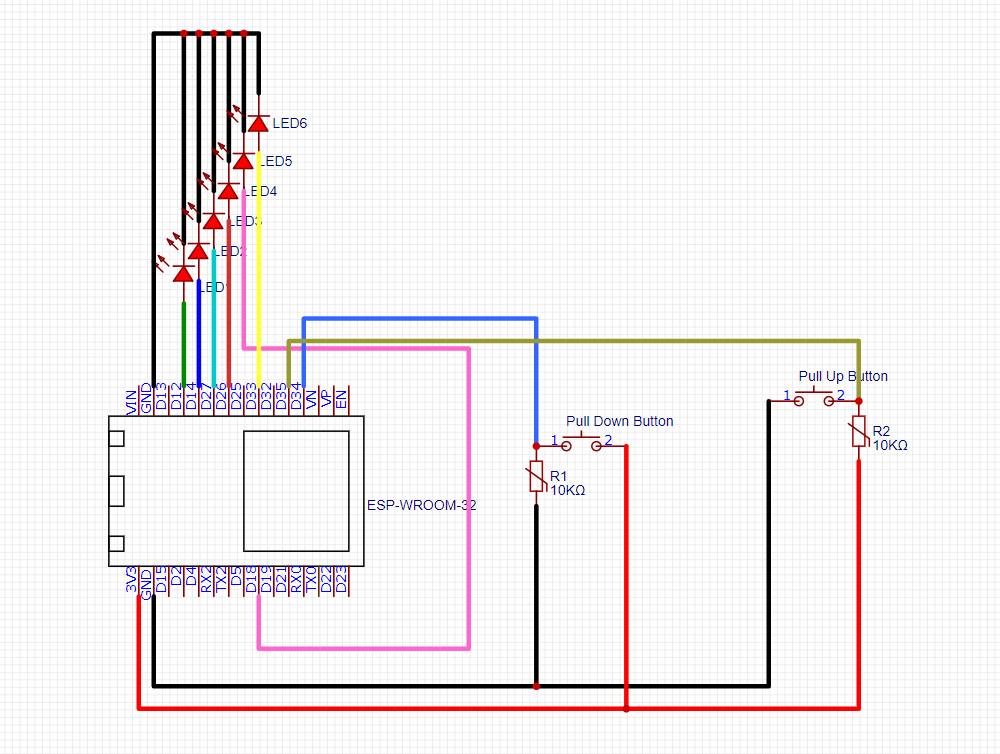 LED6
LED5
LED4
LED3
LED2
LED1
VIN
GND
D13
D12
D14
D27
D26
D25
D33
D32
D35
D34
VN
VP
EN
Pull Up Button
1
2
R2
10KΩ
Pull Down Button
1
2
R1
10KΩ
ESP-WROOM-32
3V3
GND
D15
D2
D4
RX2
TX2
D5
D18
D19
D21
RX0
TX0
D22
D23